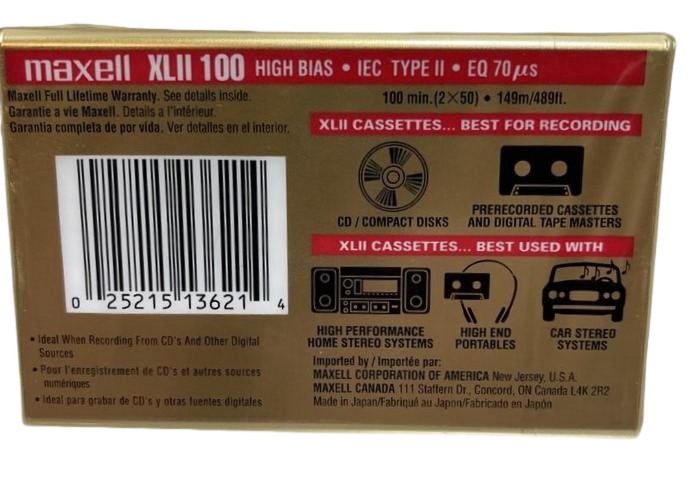 maxell XLII 100 HIGH BIAS • IEC TYPE II • EQ 70µs
Maxell Full Lifetime Warranty. See details inside.
Garantie a vie Maxell. Details a l'intérieur.
Garantia completa de por vida. Ver detalles en el interior.
100 min.(2×50) • 149m/489ft.
XLII CASSETTES... BEST FOR RECORDING
CD / COMPACT DISKS
PRERECORDED CASSETTES
AND DIGITAL TAPE MASTERS
XLII CASSETTES... BEST USED WITH
HIGH PERFORMANCE
HOME STEREO SYSTEMS
HIGH END
PORTABLES
CAR STEREO
SYSTEMS
0 25215 13621 4
• Ideal When Recording From CD's And Other Digital
Sources
• Pour l'enregistrement de CD's et autres sources
numériques
• Ideal para grabar de CD's y otras fuentes digitales
Imported by / Importée par:
MAXELL CORPORATION OF AMERICA New Jersey, U.S.A.
MAXELL CANADA 111 Staffern Dr., Concord, ON Canada L4K 2R2
Made in Japan/Fabriqué au Japon/Fabricado en Japón